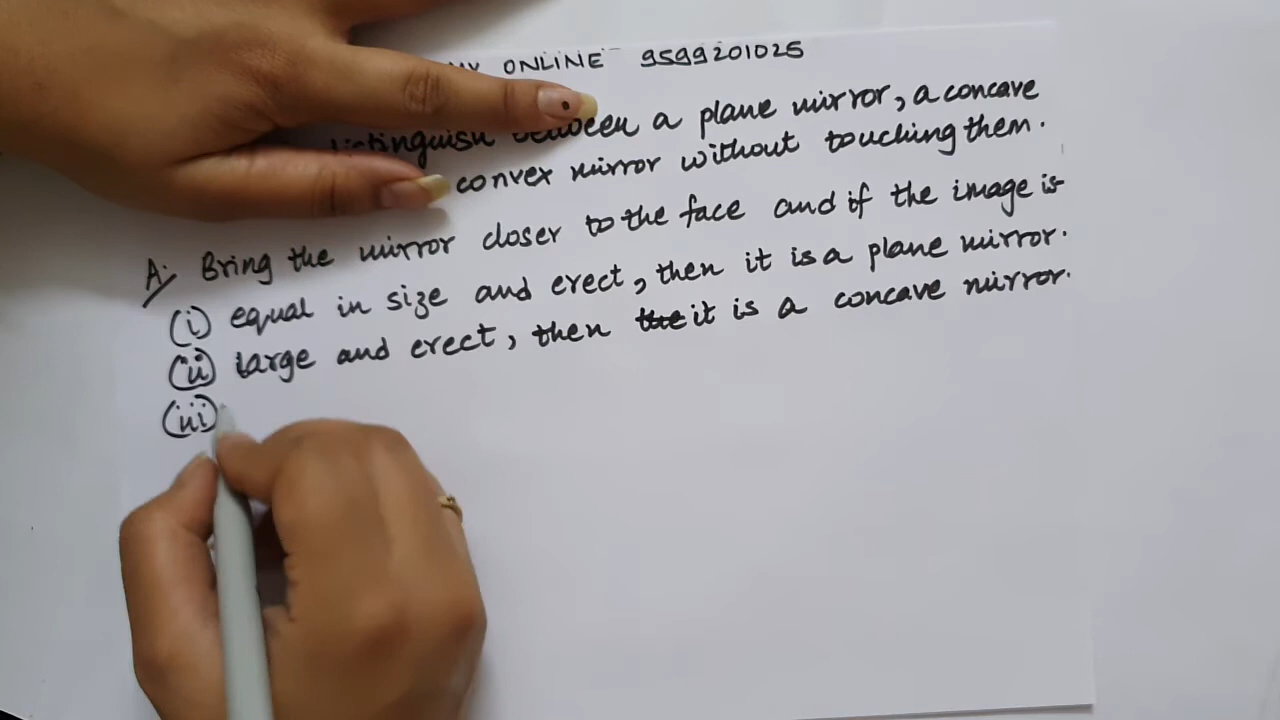 ONLINE 9599201025
distinguish between a plane mirror, a concave
convex mirror without touching them.
A:) Bring the mirror closer to the face and if the image is
(i) equal in size and erect, then it is a plane mirror.
(ii) large and erect, then it is a concave mirror.
(iii)